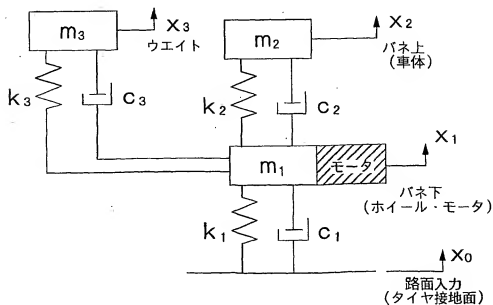 m₃
X₃
ウエイト
m₂
X₂
バネ上
(車体)
k₃
c₃
k₂
c₂
m₁
モータ
X₁
バネ下
(ホイール・モータ)
k₁
c₁
X₀
路面入力
(タイヤ接地面)